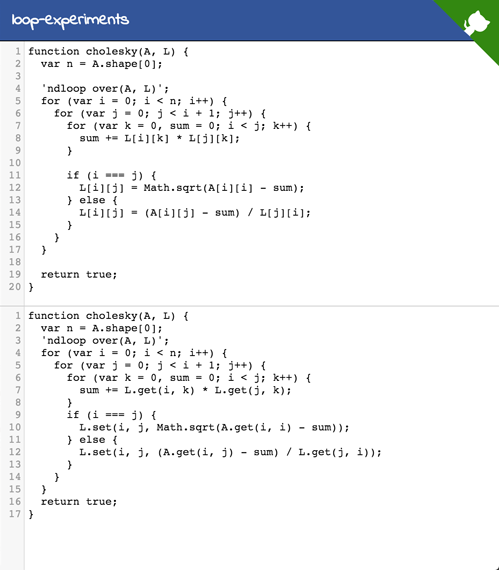 loop-experiments
1 function cholesky(A, L) {
2   var n = A.shape[0];
3
4   'ndloop over(A, L)';
5   for (var i = 0; i < n; i++) {
6     for (var j = 0; j < i + 1; j++) {
7       for (var k = 0, sum = 0; i < j; k++) {
8         sum += L[i][k] * L[j][k];
9       }
10
11       if (i === j) {
12         L[i][j] = Math.sqrt(A[i][i] - sum);
13       } else {
14         L[i][j] = (A[i][j] - sum) / L[j][i];
15       }
16     }
17   }
18
19   return true;
20 }
1 function cholesky(A, L) {
2   var n = A.shape[0];
3   'ndloop over(A, L)';
4   for (var i = 0; i < n; i++) {
5     for (var j = 0; j < i + 1; j++) {
6       for (var k = 0, sum = 0; i < j; k++) {
7         sum += L.get(i, k) * L.get(j, k);
8       }
9       if (i === j) {
10         L.set(i, j, Math.sqrt(A.get(i, i) - sum));
11       } else {
12         L.set(i, j, (A.get(i, j) - sum) / L.get(j, i));
13       }
14     }
15   }
16   return true;
17 }